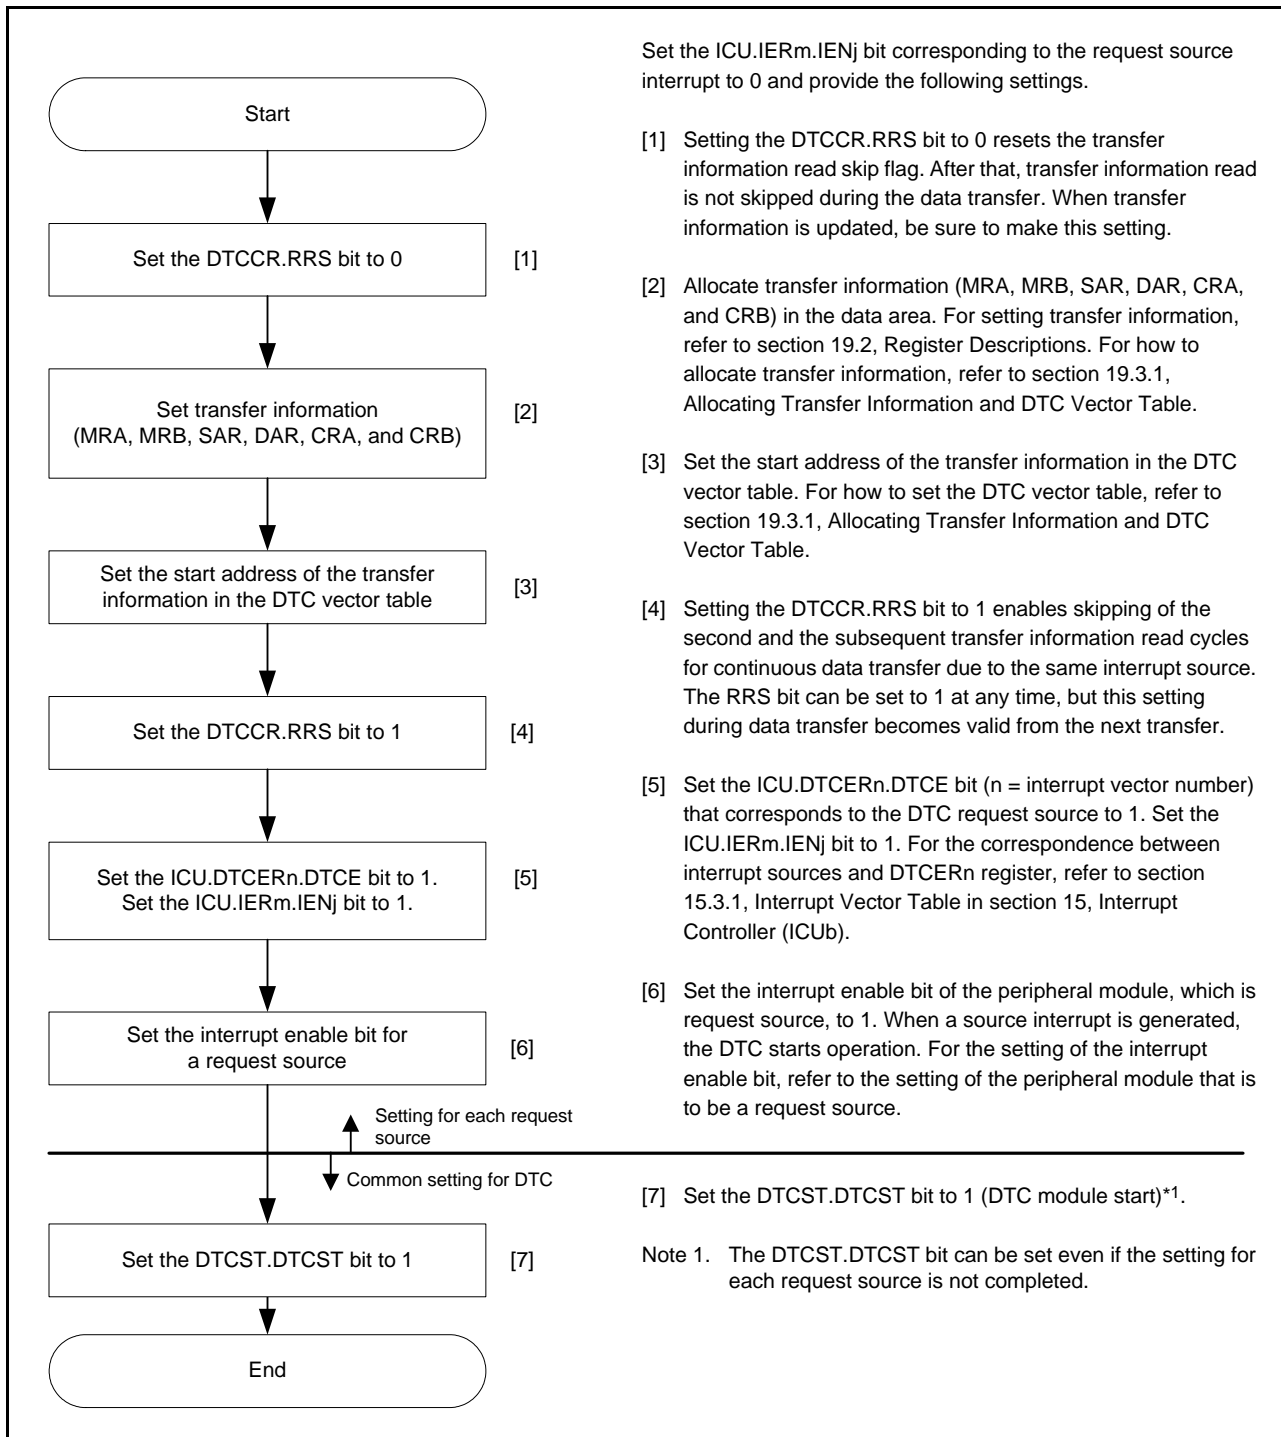 Start
Set the DTCCR.RRS bit to 0
[1]
Set transfer information
(MRA, MRB, SAR, DAR, CRA, and CRB)
[2]
Set the start address of the transfer
information in the DTC vector table
[3]
Set the DTCCR.RRS bit to 1
[4]
Set the ICU.DTCERn.DTCE bit to 1.
Set the ICU.IERm.IENj bit to 1.
[5]
Set the interrupt enable bit for
a request source
[6]
Setting for each request
source
Common setting for DTC
Set the DTCST.DTCST bit to 1
[7]
End
Set the ICU.IERm.IENj bit corresponding to the request source
interrupt to 0 and provide the following settings.
[1] Setting the DTCCR.RRS bit to 0 resets the transfer
information read skip flag. After that, transfer information read
is not skipped during the data transfer. When transfer
information is updated, be sure to make this setting.
[2] Allocate transfer information (MRA, MRB, SAR, DAR, CRA,
and CRB) in the data area. For setting transfer information,
refer to section 19.2, Register Descriptions. For how to
allocate transfer information, refer to section 19.3.1,
Allocating Transfer Information and DTC Vector Table.
[3] Set the start address of the transfer information in the DTC
vector table. For how to set the DTC vector table, refer to
section 19.3.1, Allocating Transfer Information and DTC
Vector Table.
[4] Setting the DTCCR.RRS bit to 1 enables skipping of the
second and the subsequent transfer information read cycles
for continuous data transfer due to the same interrupt source.
The RRS bit can be set to 1 at any time, but this setting
during data transfer becomes valid from the next transfer.
[5] Set the ICU.DTCERn.DTCE bit (n = interrupt vector number)
that corresponds to the DTC request source to 1. Set the
ICU.IERm.IENj bit to 1. For the correspondence between
interrupt sources and DTCERn register, refer to section
15.3.1, Interrupt Vector Table in section 15, Interrupt
Controller (ICUb).
[6] Set the interrupt enable bit of the peripheral module, which is
request source, to 1. When a source interrupt is generated,
the DTC starts operation. For the setting of the interrupt
enable bit, refer to the setting of the peripheral module that is
to be a request source.
[7] Set the DTCST.DTCST bit to 1 (DTC module start)*1.
Note 1. The DTCST.DTCST bit can be set even if the setting for
each request source is not completed.